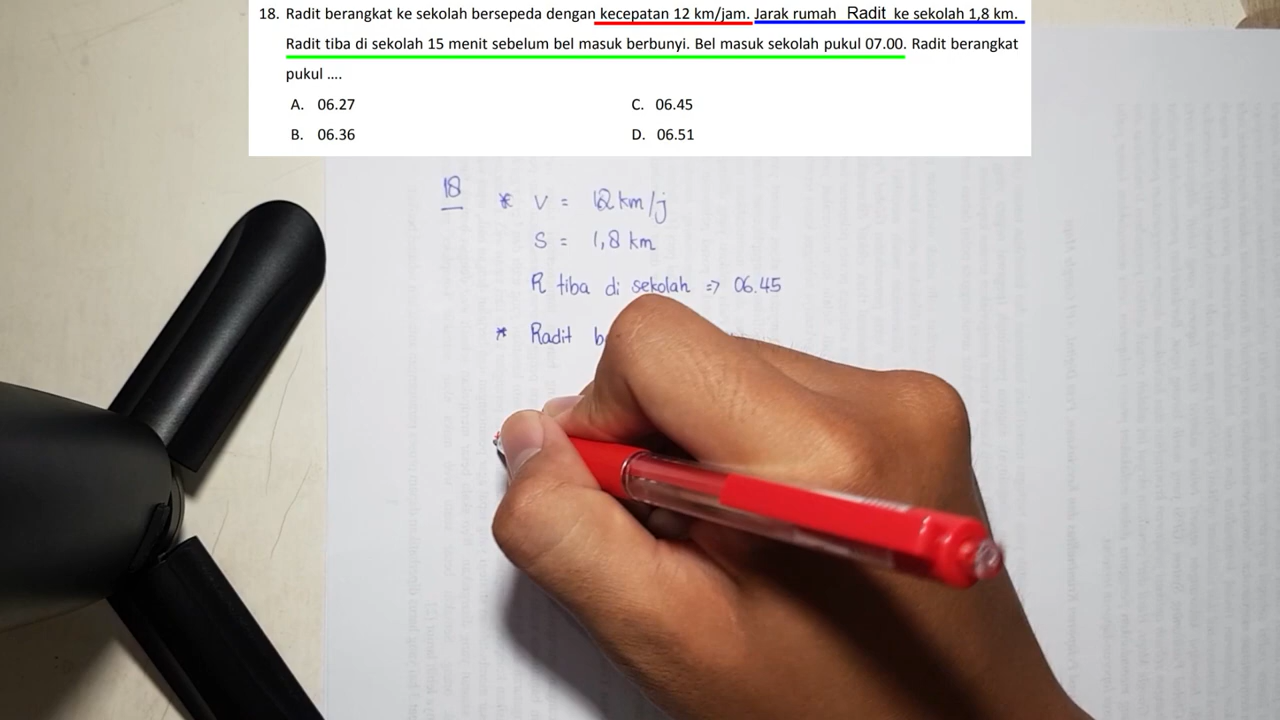 18. Radit berangkat ke sekolah bersepeda dengan kecepatan 12 km/jam. Jarak rumah Radit ke sekolah 1,8 km.
Radit tiba di sekolah 15 menit sebelum bel masuk berbunyi. Bel masuk sekolah pukul 07.00. Radit berangkat
pukul ....
A. 06.27 C. 06.45
B. 06.36 D. 06.51
18 * V = 12 km/j
S = 1,8 km
R tiba di sekolah => 06.45
* Radit